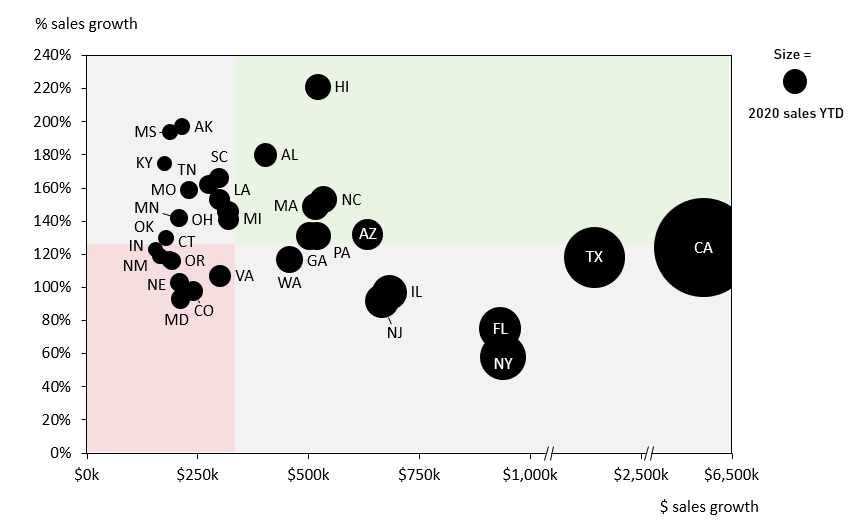 % sales growth
240%
220%
200%
180%
160%
140%
120%
100%
80%
60%
40%
20%
0%
$0k $250k $500k $750k $1,000k $2,500k $6,500k
$ sales growth
Size =
2020 sales YTD
HI
MS AK
AL
SC
KY TN
MO LA
MA NC
MN OH MI
OK
AZ
IN CT
PA
CA
NM OR GA
TX
NE VA WA
IL
MD CO
NJ
FL
NY